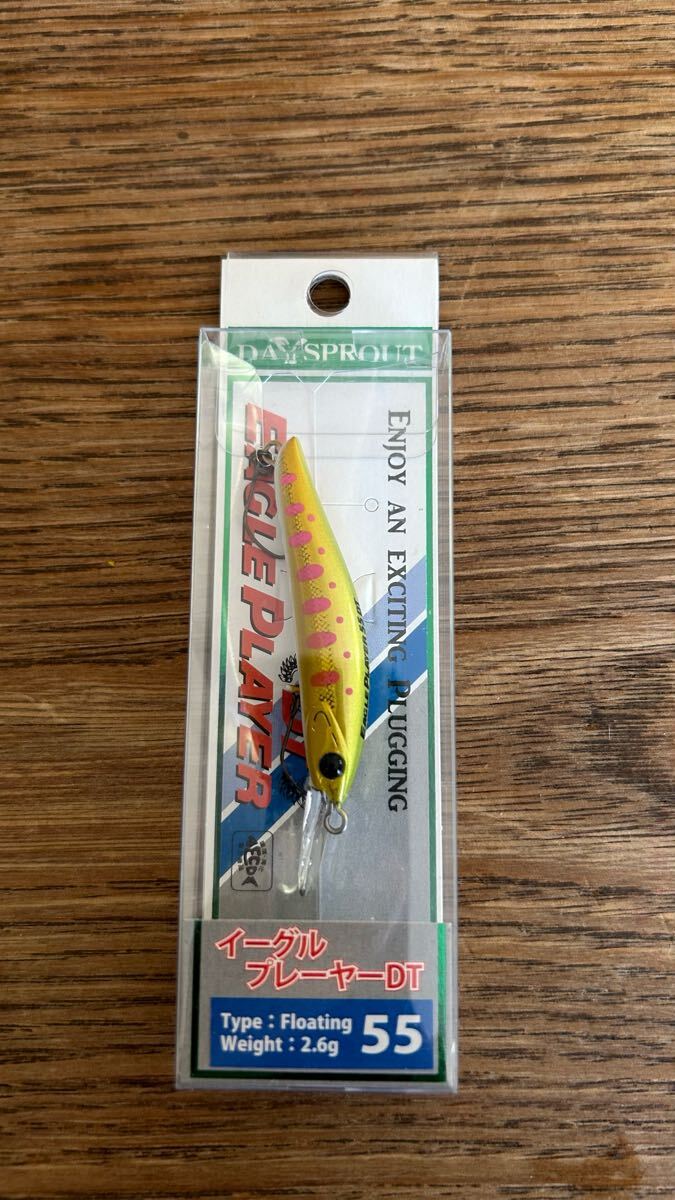 DAYSPROUT
ENJOY AN EXCITING PLUGGING
EAGLE PLAYER
イーグル
プレーヤーDT
Type：Floating
Weight：2.6g
55